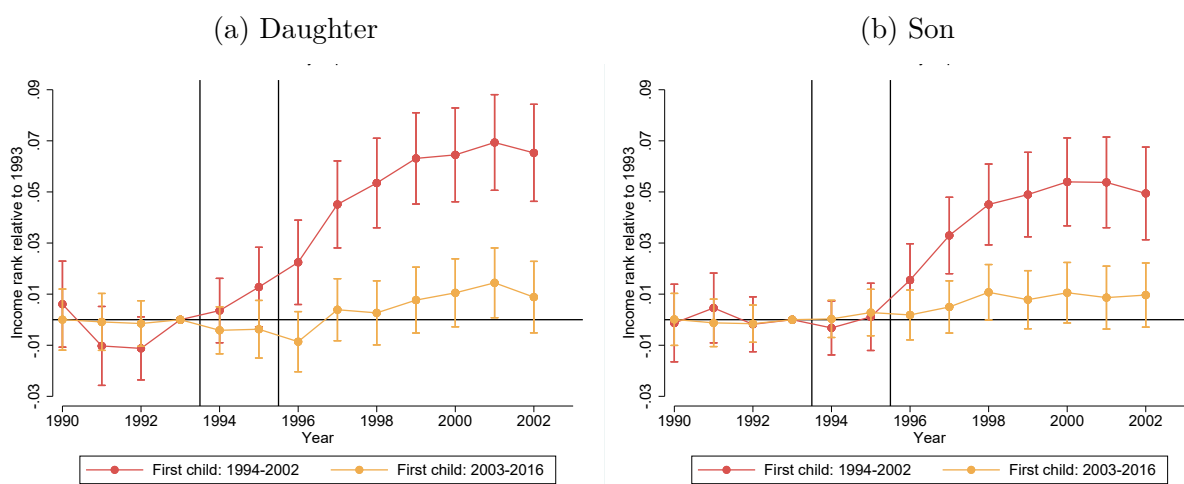 (a) Daughter
(b) Son
Income rank relative to 1993
.09
.07
.05
.03
.01
-.01
-.03
1990
1992
1994
1996
1998
2000
2002
Year
First child: 1994-2002
First child: 2003-2016
Income rank relative to 1993
.09
.07
.05
.03
.01
-.01
-.03
1990
1992
1994
1996
1998
2000
2002
Year
First child: 1994-2002
First child: 2003-2016